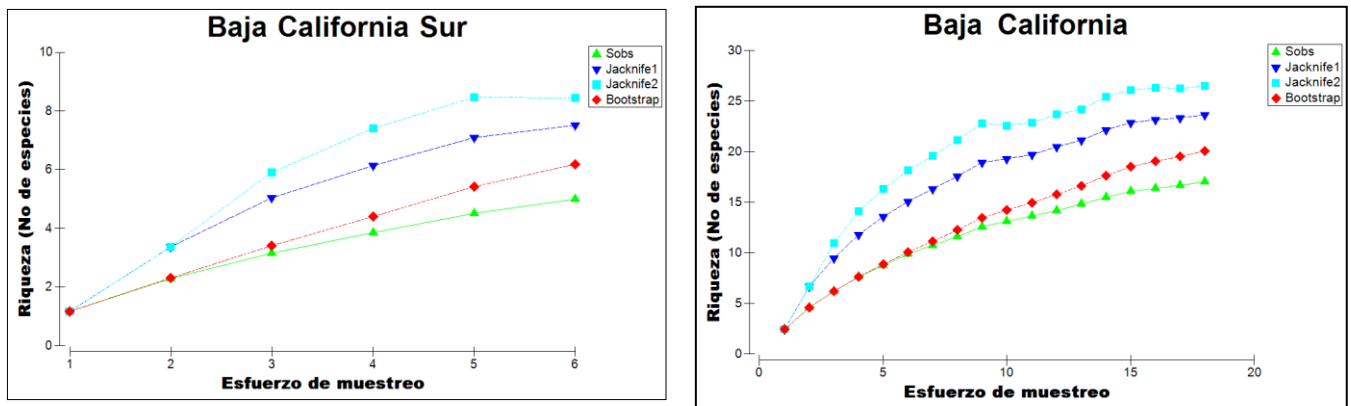 Baja California Sur
Riqueza (No de especies)
10
8
6
4
2
0
1
2
3
4
5
6
Esfuerzo de muestreo
Sobs
Jacknife1
Jacknife2
Bootstrap
Baja California
Riqueza (No de especies)
30
25
20
15
10
5
0
0
5
10
15
20
Esfuerzo de muestreo
Sobs
Jacknife1
Jacknife2
Bootstrap